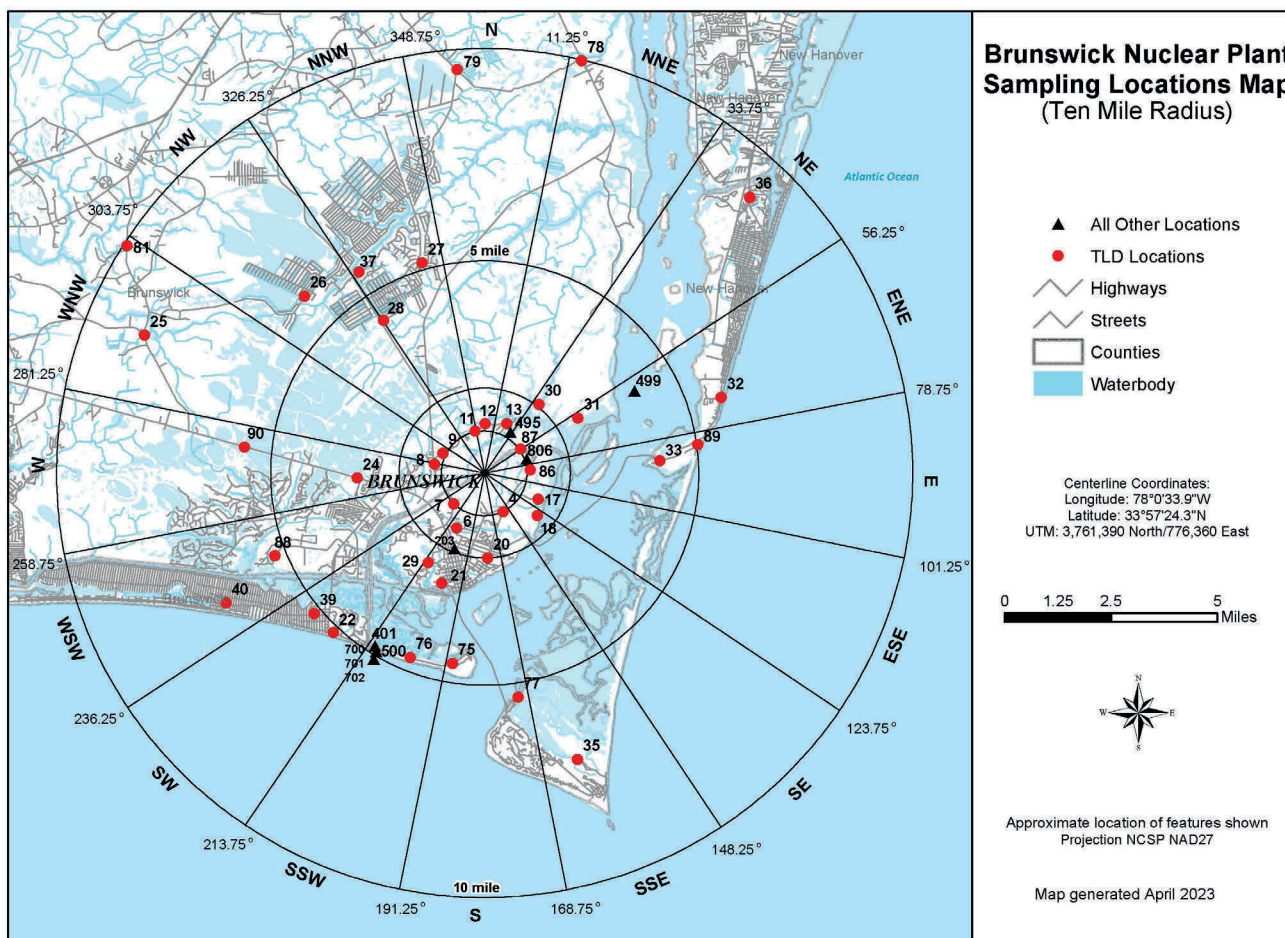 Brunswick Nuclear Plant
Sampling Locations Map
(Ten Mile Radius)
All Other Locations
TLD Locations
Highways
Streets
Counties
Waterbody
Centerline Coordinates:
Longitude: 78°0'33.9"W
Latitude: 33°57'24.3"N
UTM: 3,761,390 North/776,360 East
0 1.25 2.5 5
Miles
N
W E
S
Approximate location of features shown
Projection NCSP NAD27
Map generated April 2023
348.75°
N
11.25°
78
NNW
79
NNE
New Hanover
326.25°
New Hanover
33.75°
NW
NE
Atlantic Ocean
36
303.75°
56.25°
81
27
5 mile
37
26
New Hanover
Brunswick
WNW
28
25
ENE
281.25°
499
78.75°
30
32
31
12
13
11
495
90
87
89
9
806
33
8
W
24
86
E
BRUNSWICK
7
4
17
6
18
203
20
88
29
258.75°
101.25°
21
Brunswick
40
39
22
401
WSW
700
500
76
75
701
702
ESE
77
236.25°
123.75°
35
SW
SE
213.75°
148.25°
SSW
10 mile
SSE
191.25°
S
168.75°